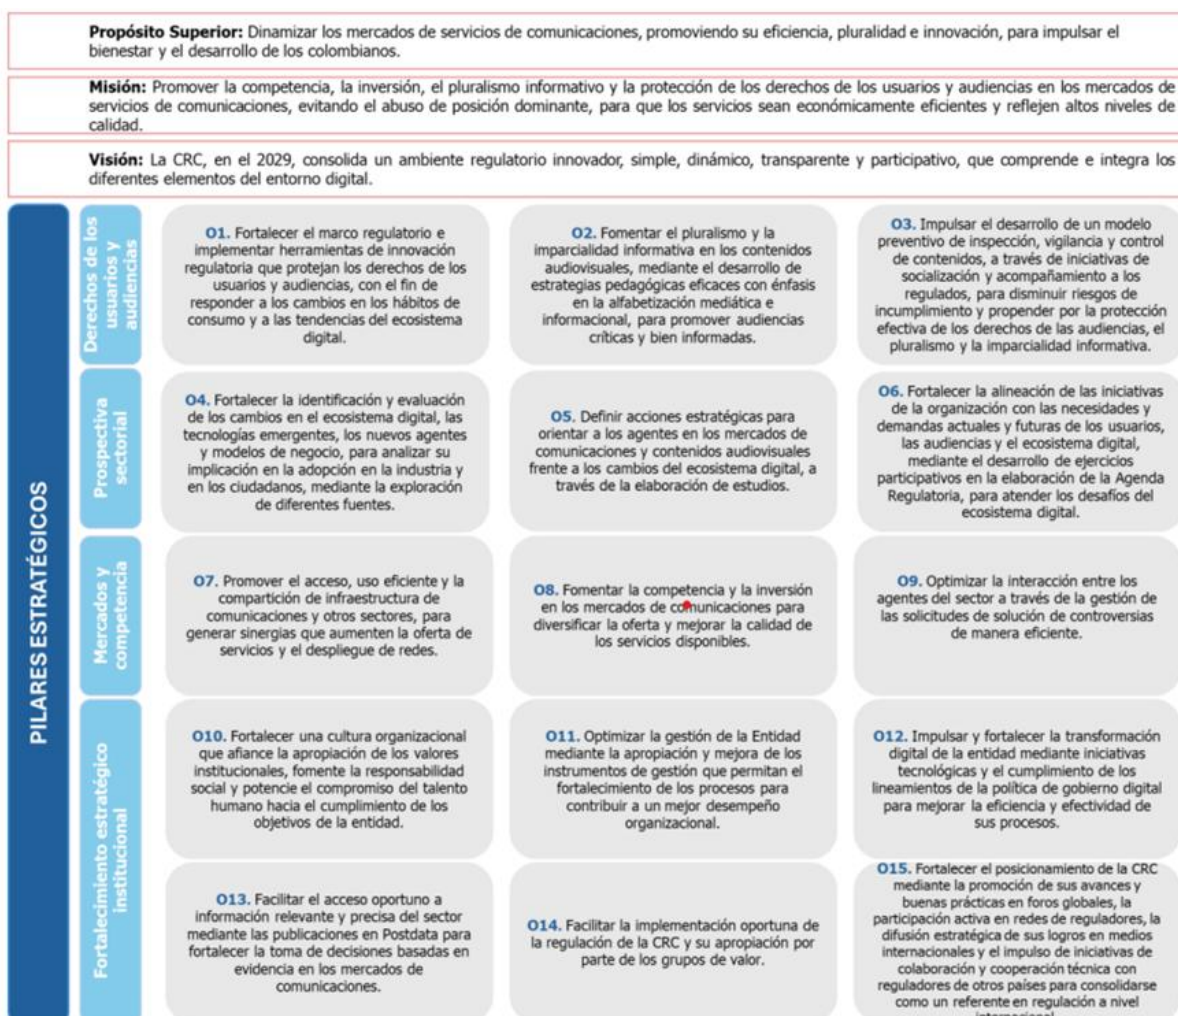 Propósito Superior: Dinamizar los mercados de servicios de comunicaciones, promoviendo su eficiencia, pluralidad e innovación, para impulsar el
bienestar y el desarrollo de los colombianos.
Misión: Promover la competencia, la inversión, el pluralismo informativo y la protección de los derechos de los usuarios y audiencias en los mercados de
servicios de comunicaciones, evitando el abuso de posición dominante, para que los servicios sean económicamente eficientes y reflejen altos niveles de
calidad.
Visión: La CRC, en el 2029, consolida un ambiente regulatorio innovador, simple, dinámico, transparente y participativo, que comprende e integra los
diferentes elementos del entorno digital.
PILARES ESTRATÉGICOS
Derechos de los
usuarios y
audiencias
O1. Fortalecer el marco regulatorio e
implementar herramientas de innovación
regulatoria que protejan los derechos de los
usuarios y audiencias, con el fin de
responder a los cambios en los hábitos de
consumo y a las tendencias del ecosistema
digital.
O2. Fomentar el pluralismo y la
imparcialidad informativa en los contenidos
audiovisuales, mediante el desarrollo de
estrategias pedagógicas eficaces con énfasis
en la alfabetización mediática e
informacional, para promover audiencias
críticas y bien informadas.
O3. Impulsar el desarrollo de un modelo
preventivo de inspección, vigilancia y control
de contenidos, a través de iniciativas de
socialización y acompañamiento a los
regulados, para disminuir riesgos de
incumplimiento y propender por la protección
efectiva de los derechos de las audiencias, el
pluralismo y la imparcialidad informativa.
Prospectiva
sectorial
O4. Fortalecer la identificación y evaluación
de los cambios en el ecosistema digital, las
tecnologías emergentes, los nuevos agentes
y modelos de negocio, para analizar su
implicación en la adopción en la industria y
en los ciudadanos, mediante la exploración
de diferentes fuentes.
O5. Definir acciones estratégicas para
orientar a los agentes en los mercados de
comunicaciones y contenidos audiovisuales
frente a los cambios del ecosistema digital, a
través de la elaboración de estudios.
O6. Fortalecer la alineación de las iniciativas
de la organización con las necesidades y
demandas actuales y futuras de los usuarios,
las audiencias y el ecosistema digital,
mediante el desarrollo de ejercicios
participativos en la elaboración de la Agenda
Regulatoria, para atender los desafíos del
ecosistema digital.
Mercados y
competencia
O7. Promover el acceso, uso eficiente y la
compartición de infraestructura de
comunicaciones y otros sectores, para
generar sinergias que aumenten la oferta de
servicios y el despliegue de redes.
O8. Fomentar la competencia y la inversión
en los mercados de comunicaciones para
diversificar la oferta y mejorar la calidad de
los servicios disponibles.
O9. Optimizar la interacción entre los
agentes del sector a través de la gestión de
las solicitudes de solución de controversias
de manera eficiente.
Fortalecimiento estratégico
institucional
O10. Fortalecer una cultura organizacional
que afiance la apropiación de los valores
institucionales, fomente la responsabilidad
social y potencie el compromiso del talento
humano hacia el cumplimiento de los
objetivos de la entidad.
O11. Optimizar la gestión de la Entidad
mediante la apropiación y mejora de los
instrumentos de gestión que permitan el
fortalecimiento de los procesos para
contribuir a un mejor desempeño
organizacional.
O12. Impulsar y fortalecer la transformación
digital de la entidad mediante iniciativas
tecnológicas y el cumplimiento de los
lineamientos de la política de gobierno digital
para mejorar la eficiencia y efectividad de
sus procesos.
O13. Facilitar el acceso oportuno a
información relevante y precisa del sector
mediante las publicaciones en Postdata para
fortalecer la toma de decisiones basadas en
evidencia en los mercados de
comunicaciones.
O14. Facilitar la implementación oportuna de
la regulación de la CRC y su apropiación por
parte de los grupos de valor.
O15. Fortalecer el posicionamiento de la CRC
mediante la promoción de sus avances y
buenas prácticas en foros globales, la
participación activa en redes de reguladores, la
difusión estratégica de sus logros en medios
internacionales y el impulso de iniciativas de
colaboración y cooperación técnica con
reguladores de otros países para consolidarse
como un referente en regulación a nivel